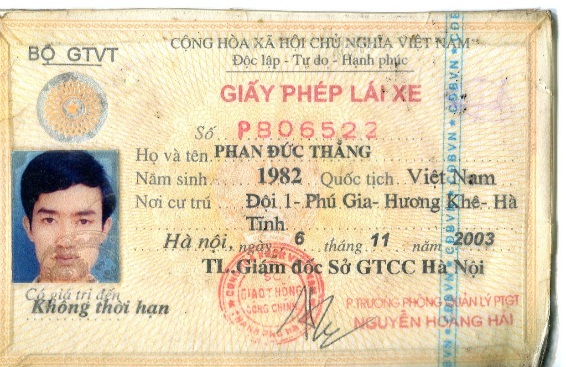 BỘ GTVT
CỘNG HÒA XÃ HỘI CHỦ NGHĨA VIỆT NAM
Độc lập - Tự do - Hạnh phúc
GIẤY PHÉP LÁI XE
Số P806522
Họ và tên PHAN ĐỨC THẮNG
Năm sinh 1982 Quốc tịch Việt Nam
Nơi cư trú Đội 1- Phú Gia- Hương Khê- Hà
Tĩnh
Hà nội, ngày 6 tháng 11 năm 2003
TL.Giám đốc Sở GTCC Hà Nội
Có giá trị đến
Không thời hạn
GIAO THÔNG
CÔNG CHÍNH
P.TRƯỞNG PHÒNG QUẢN LÝ PTGT
NGUYỄN HOÀNG HẢI
CĐBVN ★ CĐBVN ★ CĐBVN